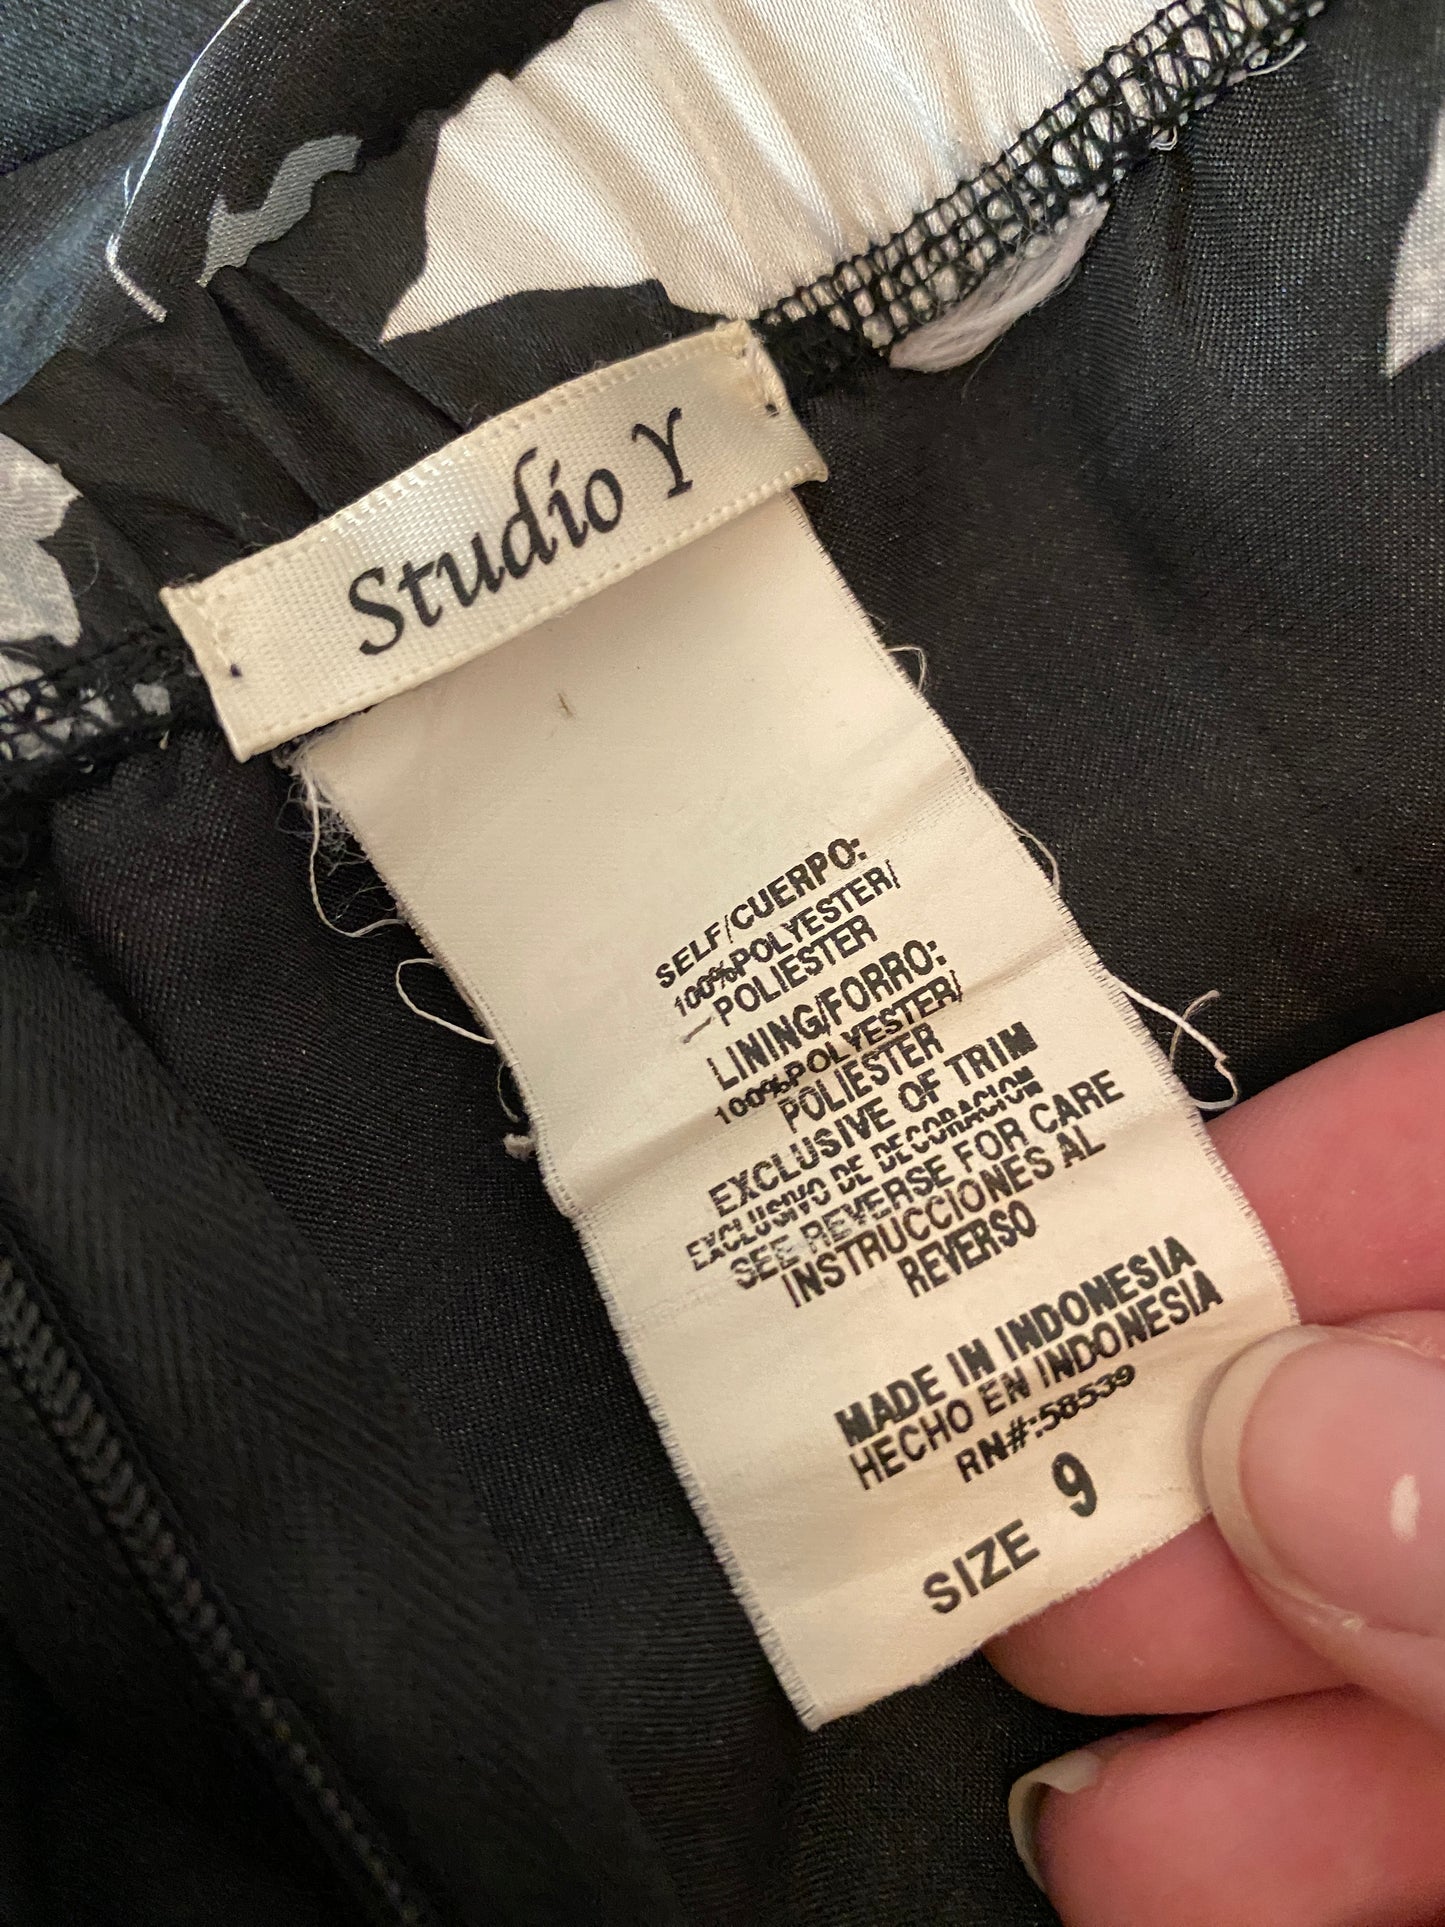 Studio Y
SELF/CUERPO:
100%POLYESTER/
POLIESTER
LINING/FORRO:
100%POLYESTER/
POLIESTER
EXCLUSIVE OF TRIM
EXCLUSIVO DE DECORACION
SEE REVERSE FOR CARE
INSTRUCCIONES AL
REVERSO
MADE IN INDONESIA
HECHO EN INDONESIA
RN#:58539
SIZE 9